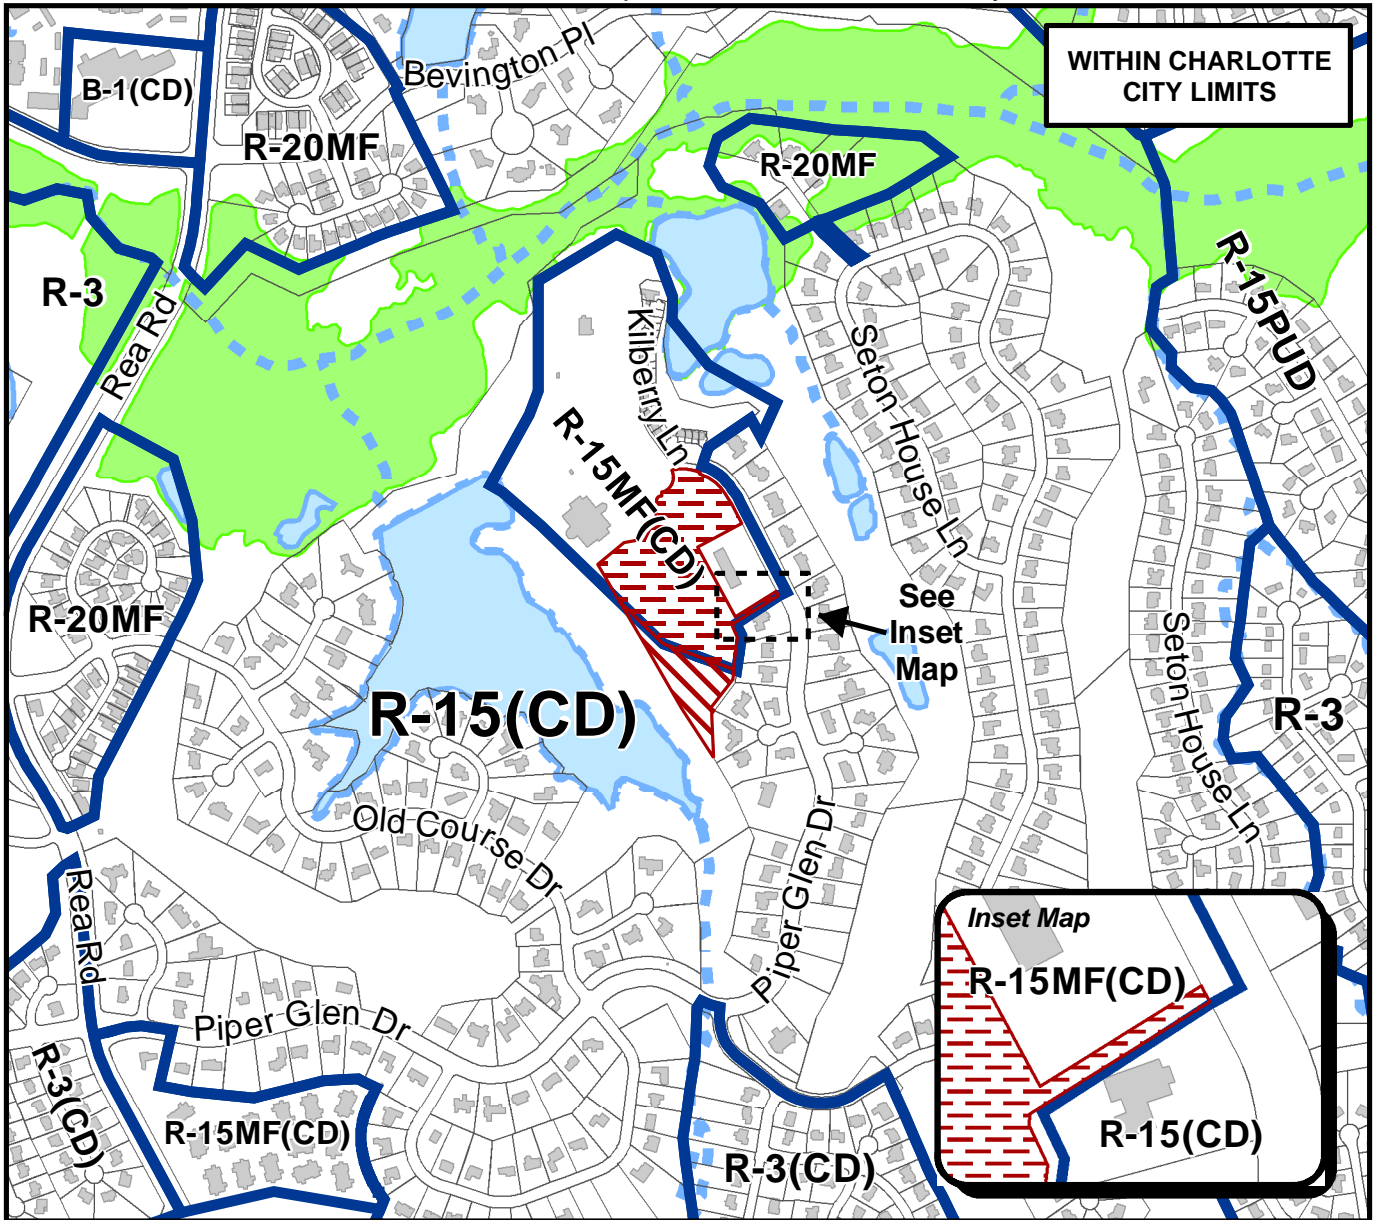 WITHIN CHARLOTTE
CITY LIMITS
B-1(CD)
Bevington Pl
R-20MF
R-20MF
R-3
Rea Rd
R-15PUD
Kilberry Ln
Seton House Ln
R-15MF(CD)
See
Inset
Map
R-20MF
Seton House Ln
R-15(CD)
R-3
Old Course Dr
Piper Glen Dr
Rea Rd
Inset Map
R-15MF(CD)
R-15(CD)
Piper Glen Dr
R-3(CD)
R-15MF(CD)
R-3(CD)